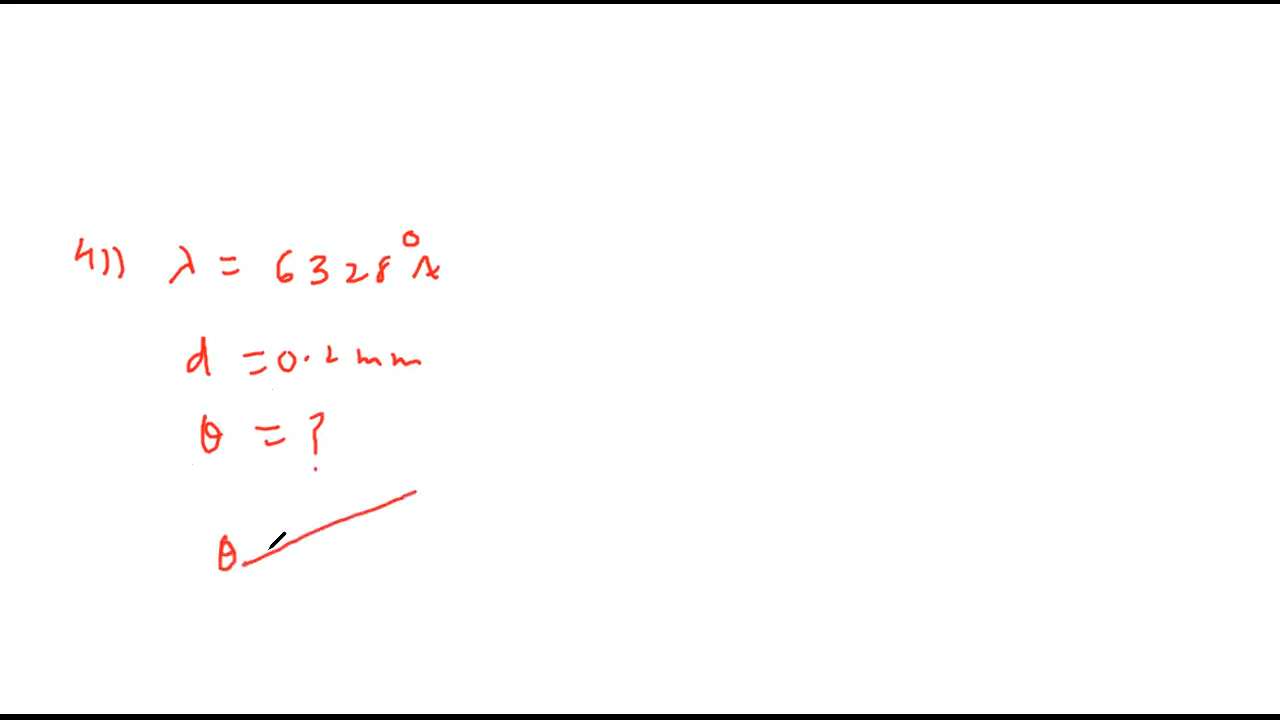 4)) λ = 6328 Å
d = 0.2 mm
θ = ?
θ